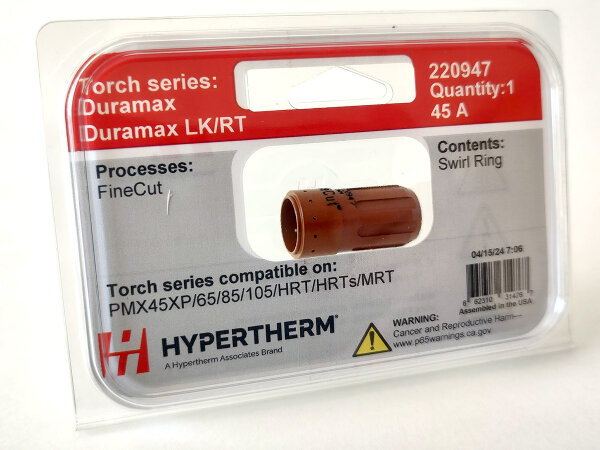 Torch series:
Duramax
Duramax LK/RT
220947
Quantity:1
45 A
Processes:
FineCut
Contents:
Swirl Ring
Torch series compatible on:
PMX45XP/65/85/105/HRT/HRTs/MRT
04/15/24 7:06
Assembled in the USA
HYPERTHERM®
A Hypertherm Associates Brand
WARNING:
Cancer and Reproductive Harm—
www.p65warnings.ca.gov